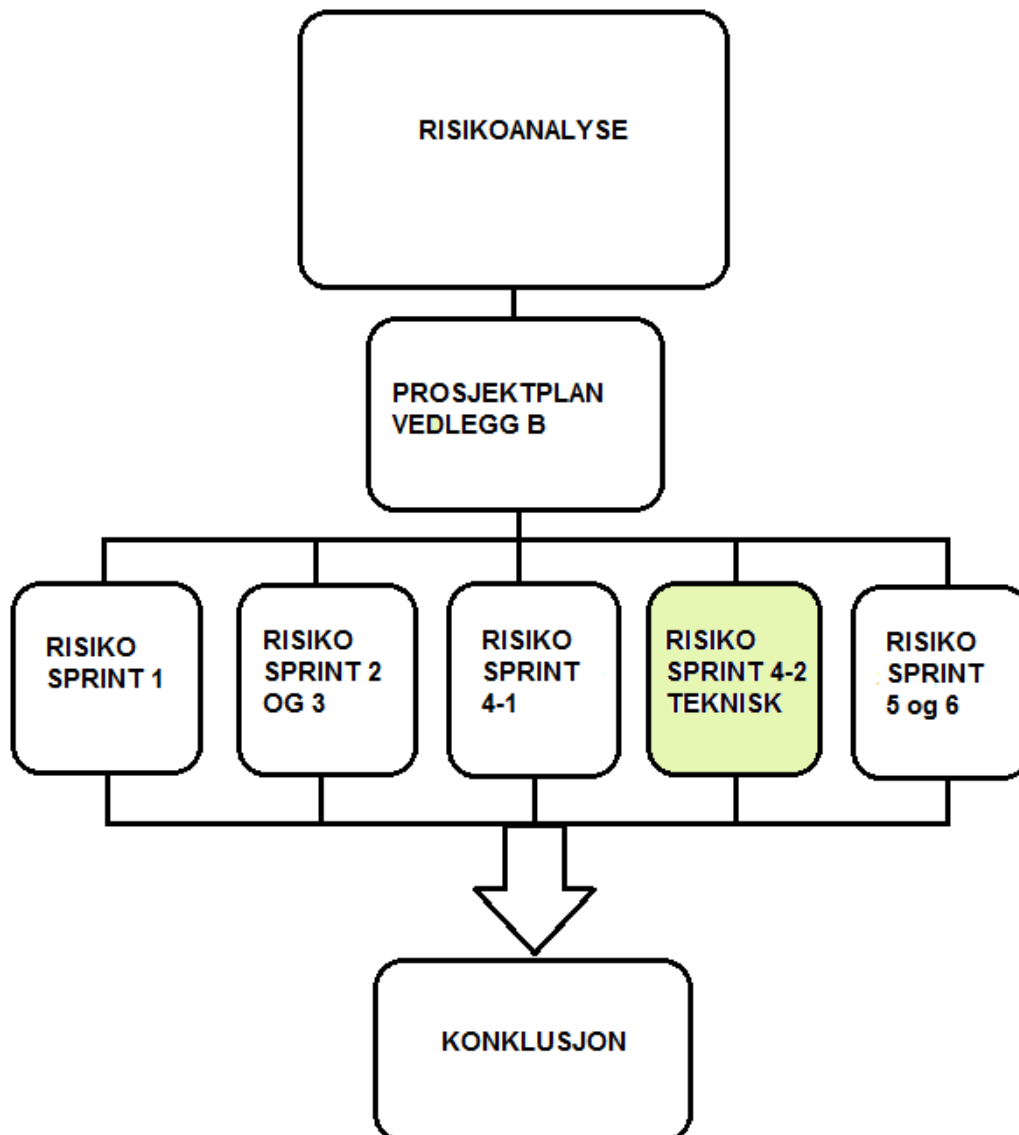 RISIKOANALYSE
PROSJEKTPLAN
VEDLEGG B
RISIKO
SPRINT 1
RISIKO
SPRINT 2
OG 3
RISIKO
SPRINT
4-1
RISIKO
SPRINT 4-2
TEKNISK
RISIKO
SPRINT
5 og 6
KONKLUSJON